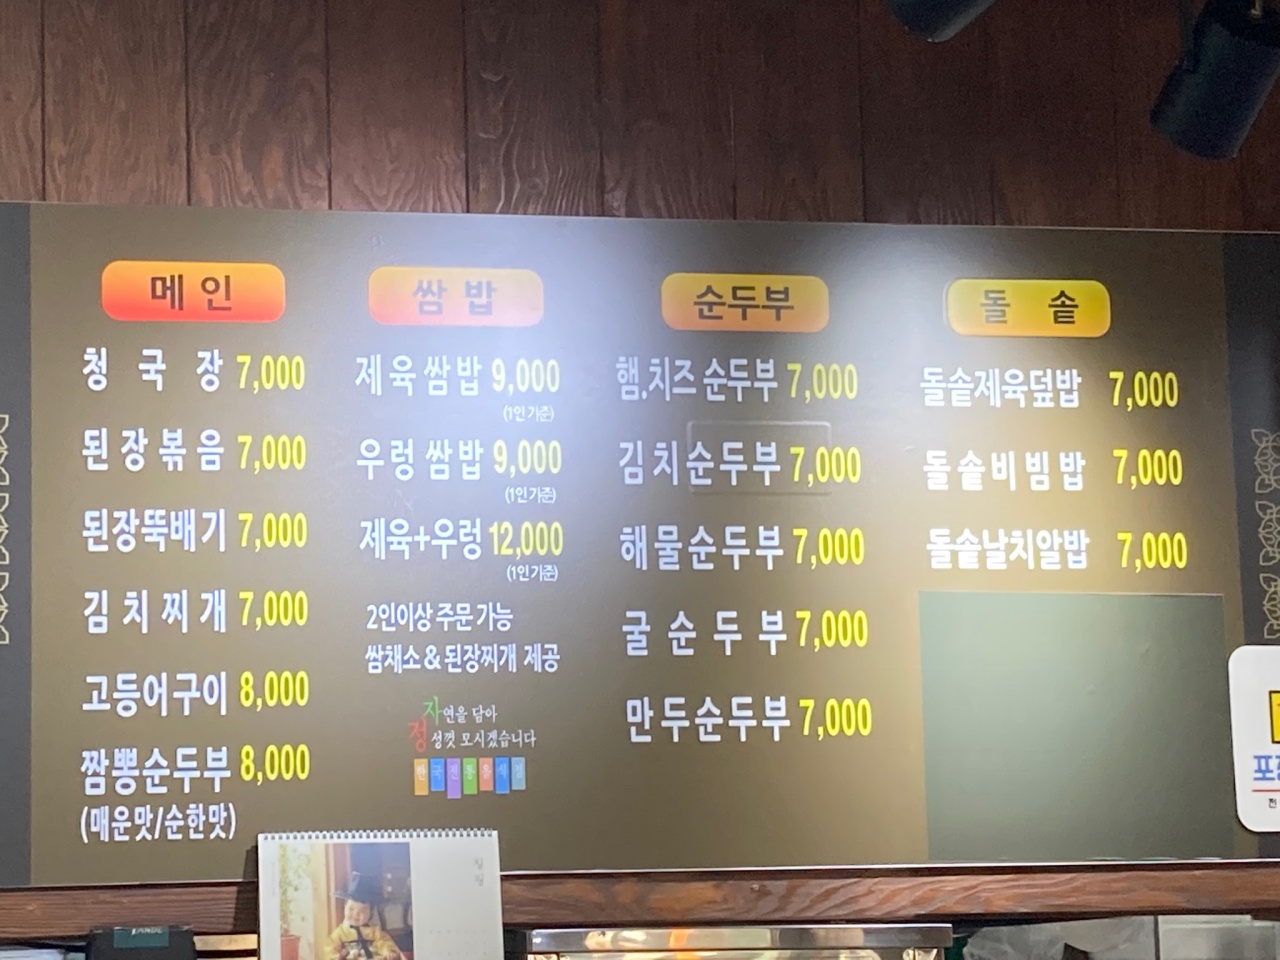 메인
청국장 7,000
된장볶음 7,000
된장뚝배기 7,000
김치찌개 7,000
고등어구이 8,000
짬뽕순두부 8,000
(매운맛/순한맛)
쌈밥
제육쌈밥 9,000
(1인기준)
우렁쌈밥 9,000
(1인기준)
제육+우렁 12,000
(1인기준)
2인이상 주문 가능
쌈채소&된장찌개 제공
자연을 담아
정성껏 모시겠습니다
한국전통음식점
순두부
햄,치즈 순두부 7,000
김치순두부 7,000
해물순두부 7,000
굴순두부 7,000
만두순두부 7,000
돌솥
돌솥제육덮밥 7,000
돌솥비빔밥 7,000
돌솥날치알밥 7,000